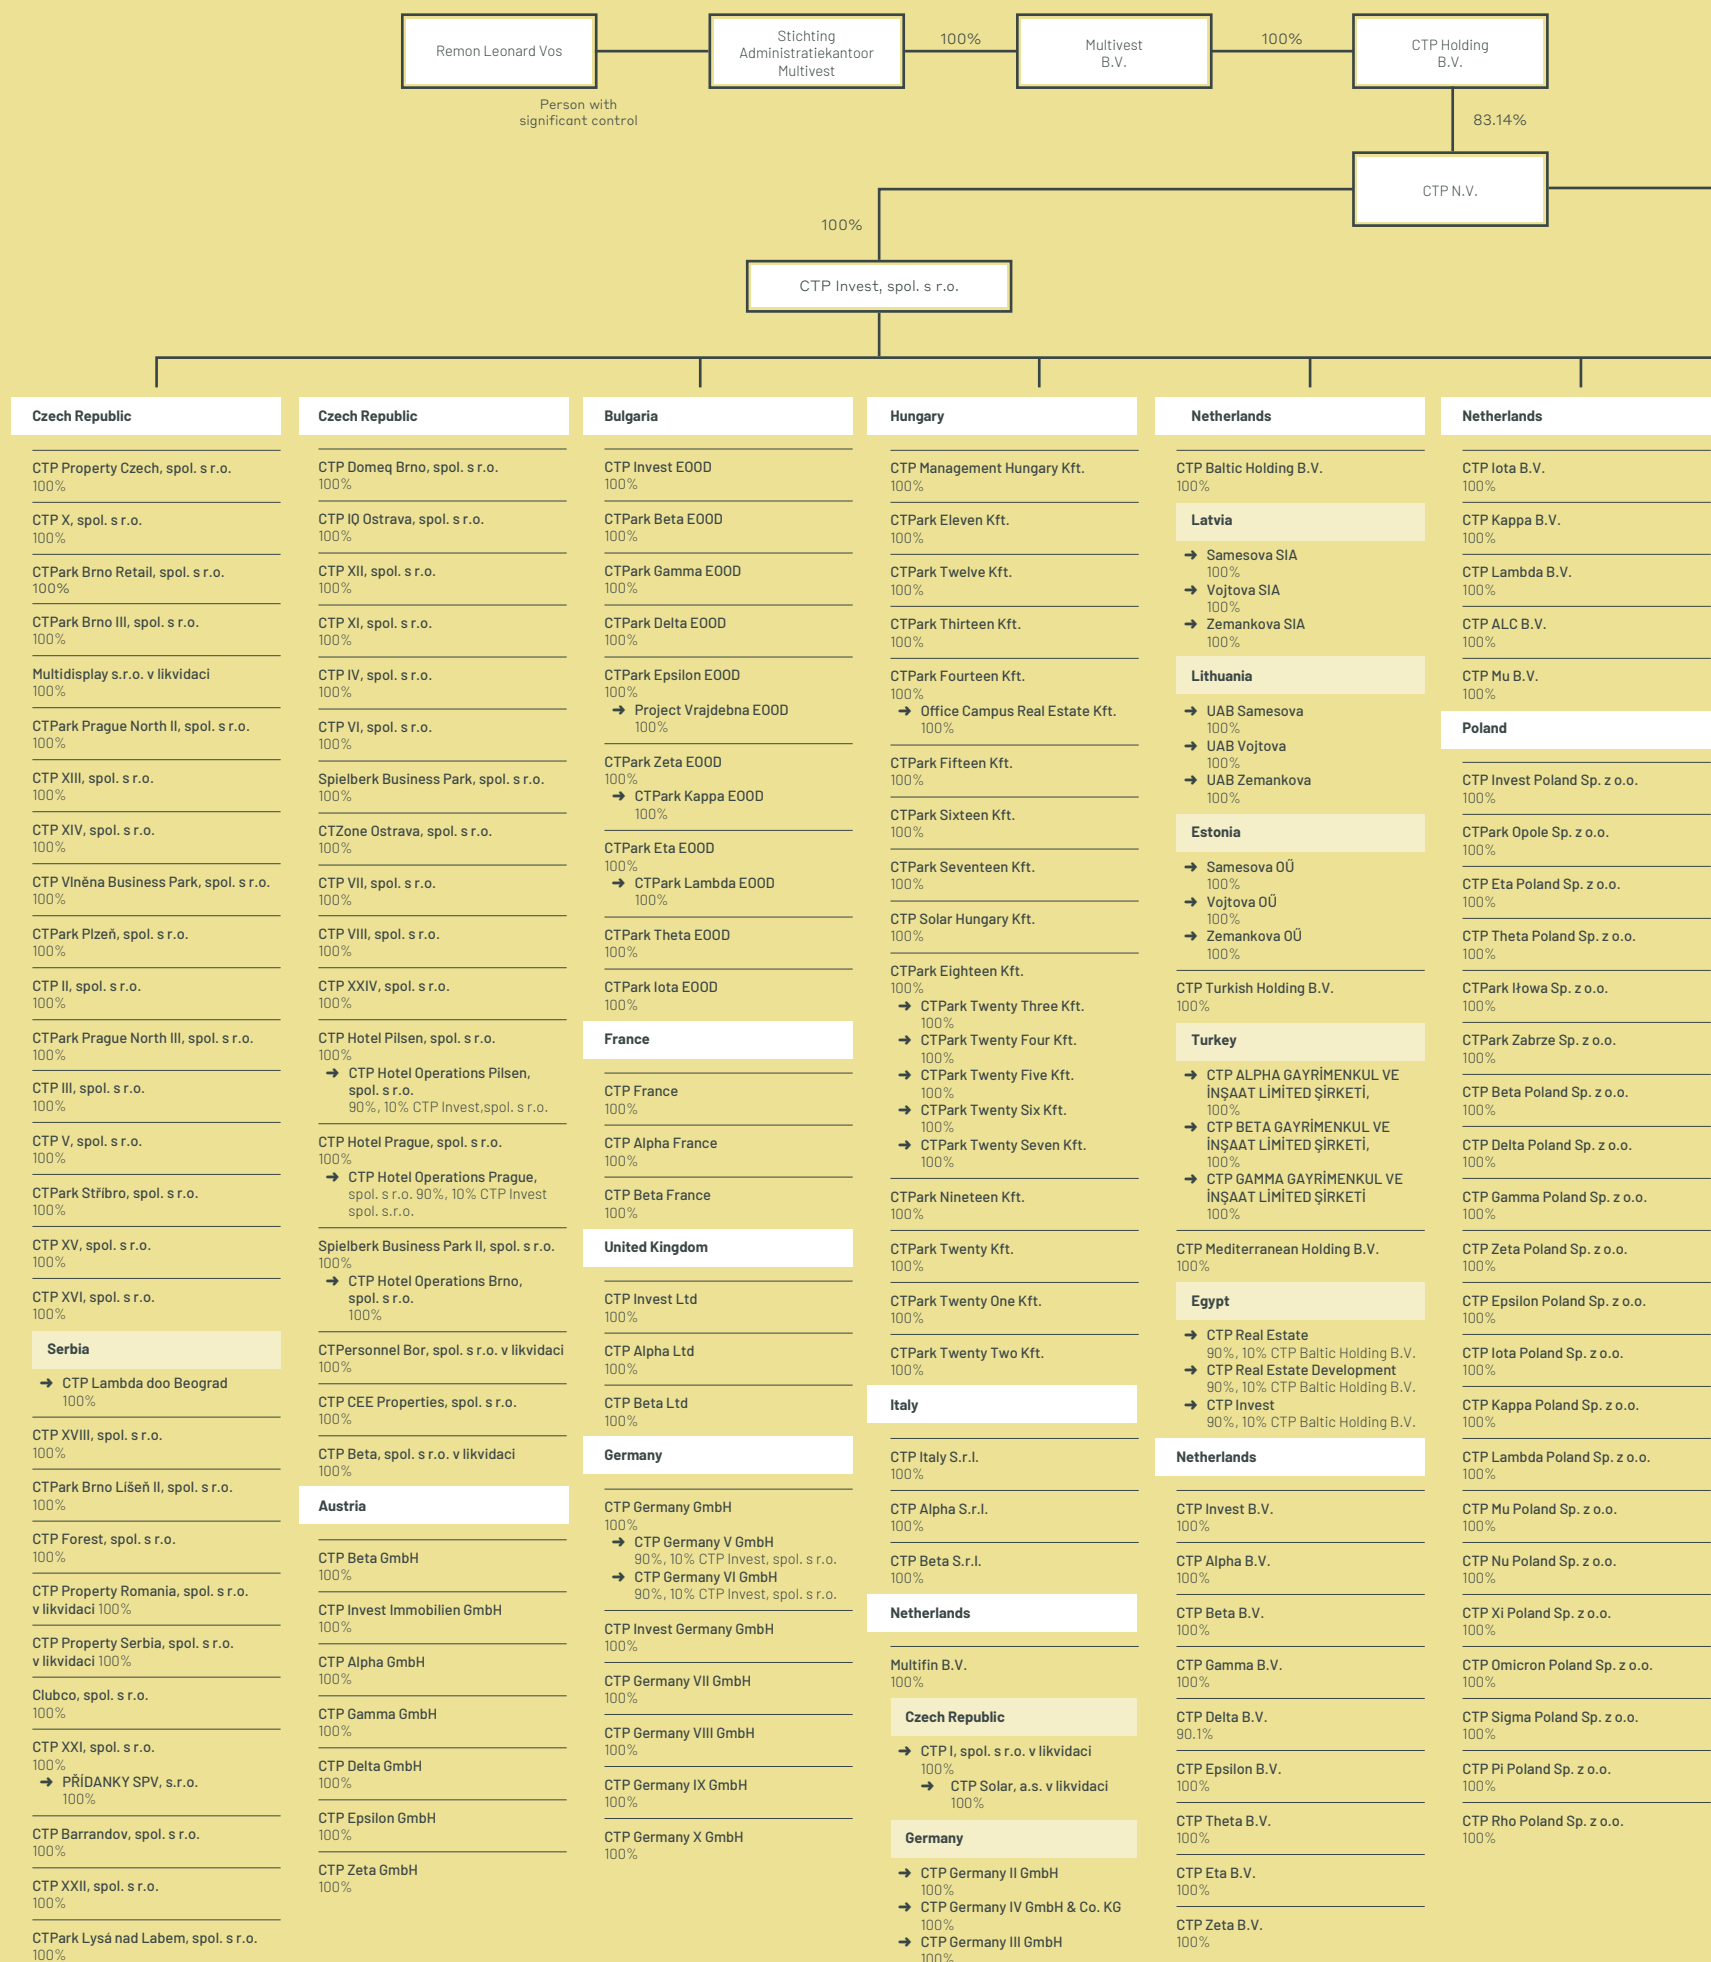 Remon Leonard Vos
Person with
significant control
Stichting
Administratiekantoor
Multivest
100%
Multivest
B.V.
100%
CTP Holding
B.V.
83.14%
CTP N.V.
100%
CTP Invest, spol. s r.o.
Czech Republic
CTP Property Czech, spol. s r.o.
100%
CTP X, spol. s r.o.
100%
CTPark Brno Retail, spol. s r.o.
100%
CTPark Brno III, spol. s r.o.
100%
Multidisplay s.r.o. v likvidaci
100%
CTPark Prague North II, spol. s r.o.
100%
CTP XIII, spol. s r.o.
100%
CTP XIV, spol. s r.o.
100%
CTP Vlněna Business Park, spol. s r.o.
100%
CTPark Plzeň, spol. s r.o.
100%
CTP II, spol. s r.o.
100%
CTPark Prague North III, spol. s r.o.
100%
CTP III, spol. s r.o.
100%
CTP V, spol. s r.o.
100%
CTPark Stříbro, spol. s r.o.
100%
CTP XV, spol. s r.o.
100%
CTP XVI, spol. s r.o.
100%
Serbia
➔ CTP Lambda doo Beograd
100%
CTP XVIII, spol. s r.o.
100%
CTPark Brno Líšeň II, spol. s r.o.
100%
CTP Forest, spol. s r.o.
100%
CTP Property Romania, spol. s r.o.
v likvidaci 100%
CTP Property Serbia, spol. s r.o.
v likvidaci 100%
Clubco, spol. s r.o.
100%
CTP XXI, spol. s r.o.
100%
➔ PŘÍDANKY SPV, s.r.o.
100%
CTP Barrandov, spol. s r.o.
100%
CTP XXII, spol. s r.o.
100%
CTPark Lysá nad Labem, spol. s r.o.
100%
Czech Republic
CTP Domeq Brno, spol. s r.o.
100%
CTP IQ Ostrava, spol. s r.o.
100%
CTP XII, spol. s r.o.
100%
CTP XI, spol. s r.o.
100%
CTP IV, spol. s r.o.
100%
CTP VI, spol. s r.o.
100%
Spielberk Business Park, spol. s r.o.
100%
CTZone Ostrava, spol. s r.o.
100%
CTP VII, spol. s r.o.
100%
CTP VIII, spol. s r.o.
100%
CTP XXIV, spol. s r.o.
100%
CTP Hotel Pilsen, spol. s r.o.
100%
➔ CTP Hotel Operations Pilsen,
spol. s r.o.
90%, 10% CTP Invest,spol. s r.o.
CTP Hotel Prague, spol. s r.o.
100%
➔ CTP Hotel Operations Prague,
spol. s r.o. 90%, 10% CTP Invest
spol. s.r.o.
Spielberk Business Park II, spol. s r.o.
100%
➔ CTP Hotel Operations Brno,
spol. s r.o.
100%
CTPersonnel Bor, spol. s r.o. v likvidaci
100%
CTP CEE Properties, spol. s r.o.
100%
CTP Beta, spol. s r.o. v likvidaci
100%
Austria
CTP Beta GmbH
100%
CTP Invest Immobilien GmbH
100%
CTP Alpha GmbH
100%
CTP Gamma GmbH
100%
CTP Delta GmbH
100%
CTP Epsilon GmbH
100%
CTP Zeta GmbH
100%
Bulgaria
CTP Invest EOOD
100%
CTPark Beta EOOD
100%
CTPark Gamma EOOD
100%
CTPark Delta EOOD
100%
CTPark Epsilon EOOD
100%
➔ Project Vrajdebna EOOD
100%
CTPark Zeta EOOD
100%
➔ CTPark Kappa EOOD
100%
CTPark Eta EOOD
100%
➔ CTPark Lambda EOOD
100%
CTPark Theta EOOD
100%
CTPark Iota EOOD
100%
France
CTP France
100%
CTP Alpha France
100%
CTP Beta France
100%
United Kingdom
CTP Invest Ltd
100%
CTP Alpha Ltd
100%
CTP Beta Ltd
100%
Germany
CTP Germany GmbH
100%
➔ CTP Germany V GmbH
90%, 10% CTP Invest, spol. s r.o.
➔ CTP Germany VI GmbH
90%, 10% CTP Invest, spol. s r.o.
CTP Invest Germany GmbH
100%
CTP Germany VII GmbH
100%
CTP Germany VIII GmbH
100%
CTP Germany IX GmbH
100%
CTP Germany X GmbH
100%
Hungary
CTP Management Hungary Kft.
100%
CTPark Eleven Kft.
100%
CTPark Twelve Kft.
100%
CTPark Thirteen Kft.
100%
CTPark Fourteen Kft.
100%
➔ Office Campus Real Estate Kft.
100%
CTPark Fifteen Kft.
100%
CTPark Sixteen Kft.
100%
CTPark Seventeen Kft.
100%
CTP Solar Hungary Kft.
100%
CTPark Eighteen Kft.
100%
➔ CTPark Twenty Three Kft.
100%
➔ CTPark Twenty Four Kft.
100%
➔ CTPark Twenty Five Kft.
100%
➔ CTPark Twenty Six Kft.
100%
➔ CTPark Twenty Seven Kft.
100%
CTPark Nineteen Kft.
100%
CTPark Twenty Kft.
100%
CTPark Twenty One Kft.
100%
CTPark Twenty Two Kft.
100%
Italy
CTP Italy S.r.l.
100%
CTP Alpha S.r.l.
100%
CTP Beta S.r.l.
100%
Netherlands
Multifin B.V.
100%
Czech Republic
➔ CTP I, spol. s r.o. v likvidaci
100%
➔ CTP Solar, a.s. v likvidaci
100%
Germany
➔ CTP Germany II GmbH
100%
➔ CTP Germany IV GmbH & Co. KG
100%
➔ CTP Germany III GmbH
100%
Netherlands
CTP Baltic Holding B.V.
100%
Latvia
➔ Samesova SIA
100%
➔ Vojtova SIA
100%
➔ Zemankova SIA
100%
Lithuania
➔ UAB Samesova
100%
➔ UAB Vojtova
100%
➔ UAB Zemankova
100%
Estonia
➔ Samesova OÜ
100%
➔ Vojtova OÜ
100%
➔ Zemankova OÜ
100%
CTP Turkish Holding B.V.
100%
Turkey
➔ CTP ALPHA GAYRİMENKUL VE
İNŞAAT LİMİTED ŞİRKETİ,
100%
➔ CTP BETA GAYRİMENKUL VE
İNŞAAT LİMİTED ŞİRKETİ,
100%
➔ CTP GAMMA GAYRİMENKUL VE
İNŞAAT LİMİTED ŞİRKETİ
100%
CTP Mediterranean Holding B.V.
100%
Egypt
➔ CTP Real Estate
90%, 10% CTP Baltic Holding B.V.
➔ CTP Real Estate Development
90%, 10% CTP Baltic Holding B.V.
➔ CTP Invest
90%, 10% CTP Baltic Holding B.V.
Netherlands
CTP Invest B.V.
100%
CTP Alpha B.V.
100%
CTP Beta B.V.
100%
CTP Gamma B.V.
100%
CTP Delta B.V.
90.1%
CTP Epsilon B.V.
100%
CTP Theta B.V.
100%
CTP Eta B.V.
100%
CTP Zeta B.V.
100%
Netherlands
CTP Iota B.V.
100%
CTP Kappa B.V.
100%
CTP Lambda B.V.
100%
CTP ALC B.V.
100%
CTP Mu B.V.
100%
Poland
CTP Invest Poland Sp. z o.o.
100%
CTPark Opole Sp. z o.o.
100%
CTP Eta Poland Sp. z o.o.
100%
CTP Theta Poland Sp. z o.o.
100%
CTPark Iłowa Sp. z o.o.
100%
CTPark Zabrze Sp. z o.o.
100%
CTP Beta Poland Sp. z o.o.
100%
CTP Delta Poland Sp. z o.o.
100%
CTP Gamma Poland Sp. z o.o.
100%
CTP Zeta Poland Sp. z o.o.
100%
CTP Epsilon Poland Sp. z o.o.
100%
CTP Iota Poland Sp. z o.o.
100%
CTP Kappa Poland Sp. z o.o.
100%
CTP Lambda Poland Sp. z o.o.
100%
CTP Mu Poland Sp. z o.o.
100%
CTP Nu Poland Sp. z o.o.
100%
CTP Xi Poland Sp. z o.o.
100%
CTP Omicron Poland Sp. z o.o.
100%
CTP Sigma Poland Sp. z o.o.
100%
CTP Pi Poland Sp. z o.o.
100%
CTP Rho Poland Sp. z o.o.
100%